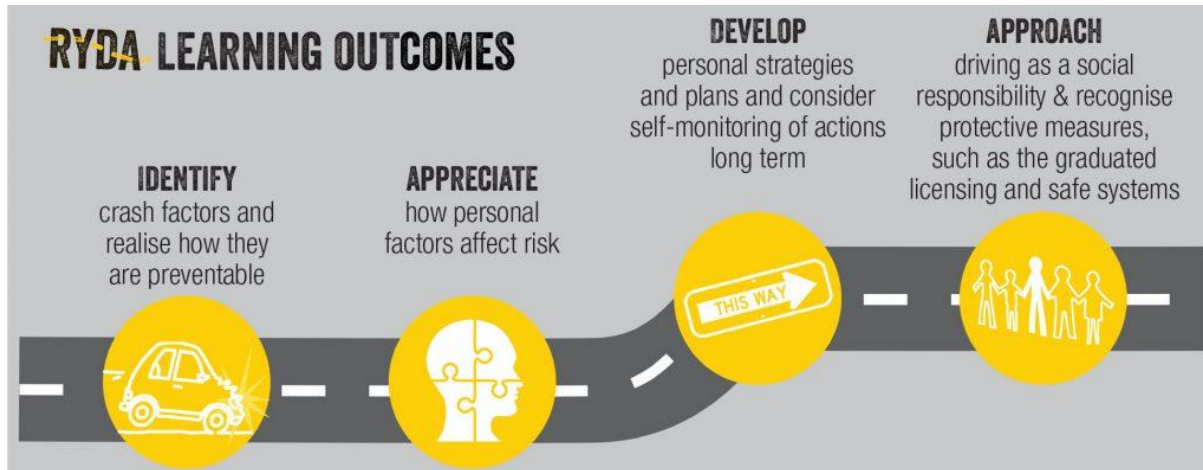 RYDA LEARNING OUTCOMES
IDENTIFY
crash factors and
realise how they
are preventable
APPRECIATE
how personal
factors affect risk
DEVELOP
personal strategies
and plans and consider
self-monitoring of actions
long term
THIS WAY
APPROACH
driving as a social
responsibility & recognise
protective measures,
such as the graduated
licensing and safe systems